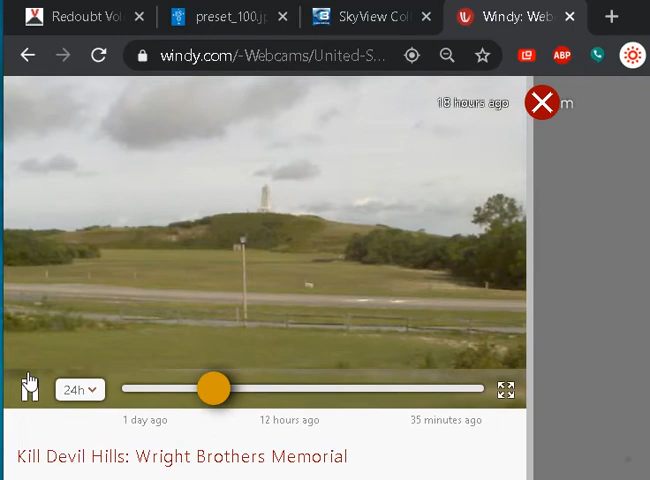 Redoubt Vol
preset_100.j
SkyView Col
Windy: Web
windy.com/-Webcams/United-S...
ABP
18 hours ago
m
24h
1 day ago
12 hours ago
35 minutes ago
Kill Devil Hills: Wright Brothers Memorial